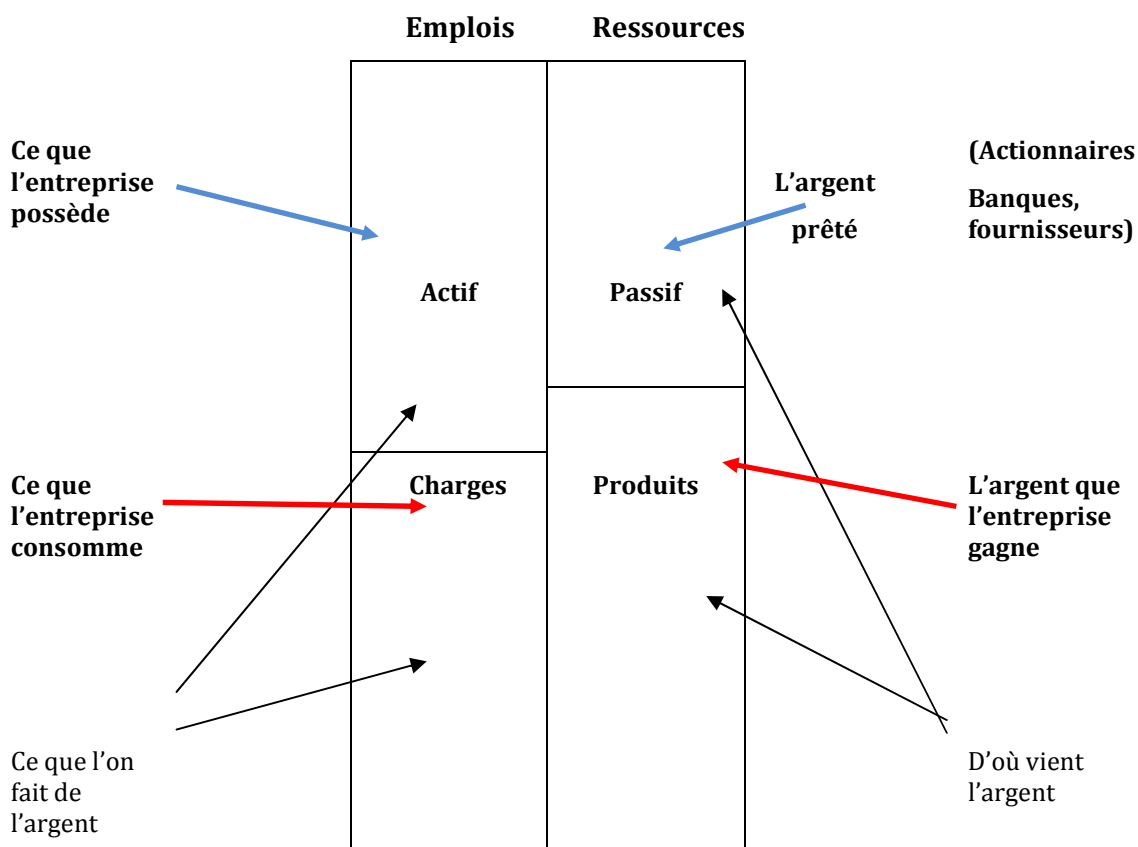 Emplois Ressources
Ce que
l’entreprise
possède
L’argent
prêté
(Actionnaires
Banques,
fournisseurs)
Actif
Passif
Ce que
l’entreprise
consomme
Charges
Produits
L’argent que
l’entreprise
gagne
Ce que l’on
fait de
l’argent
D’où vient
l’argent